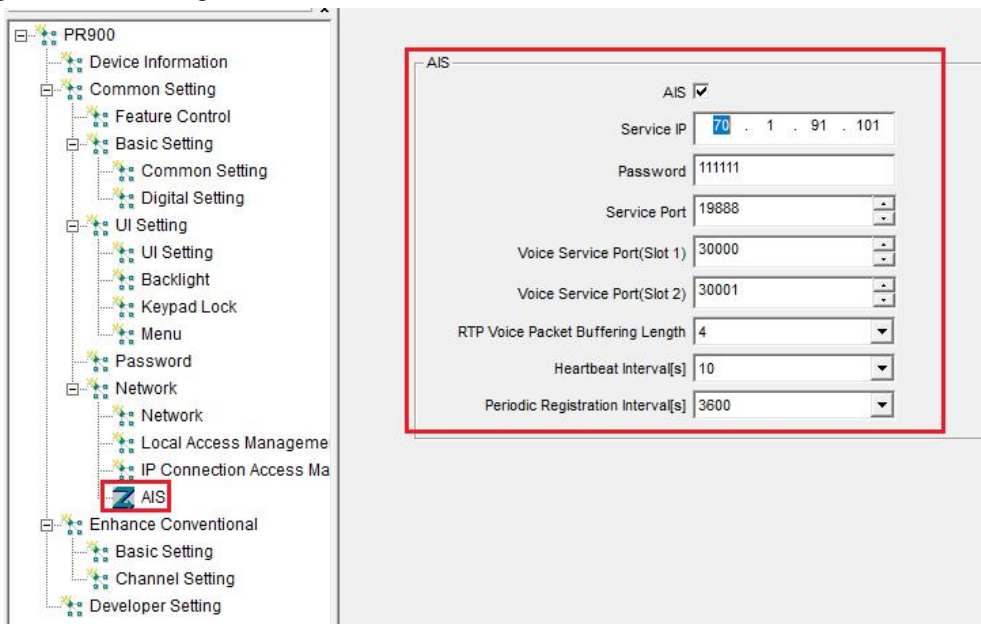 PR900
Device Information
Common Setting
Feature Control
Basic Setting
Common Setting
Digital Setting
UI Setting
UI Setting
Backlight
Keypad Lock
Menu
Password
Network
Network
Local Access Manageme
IP Connection Access Ma
AIS
Enhance Conventional
Basic Setting
Channel Setting
Developer Setting
AIS
AIS
Service IP 70 . 1 . 91 . 101
Password 111111
Service Port 19888
Voice Service Port(Slot 1) 30000
Voice Service Port(Slot 2) 30001
RTP Voice Packet Buffering Length 4
Heartbeat Interval[s] 10
Periodic Registration Interval[s] 3600